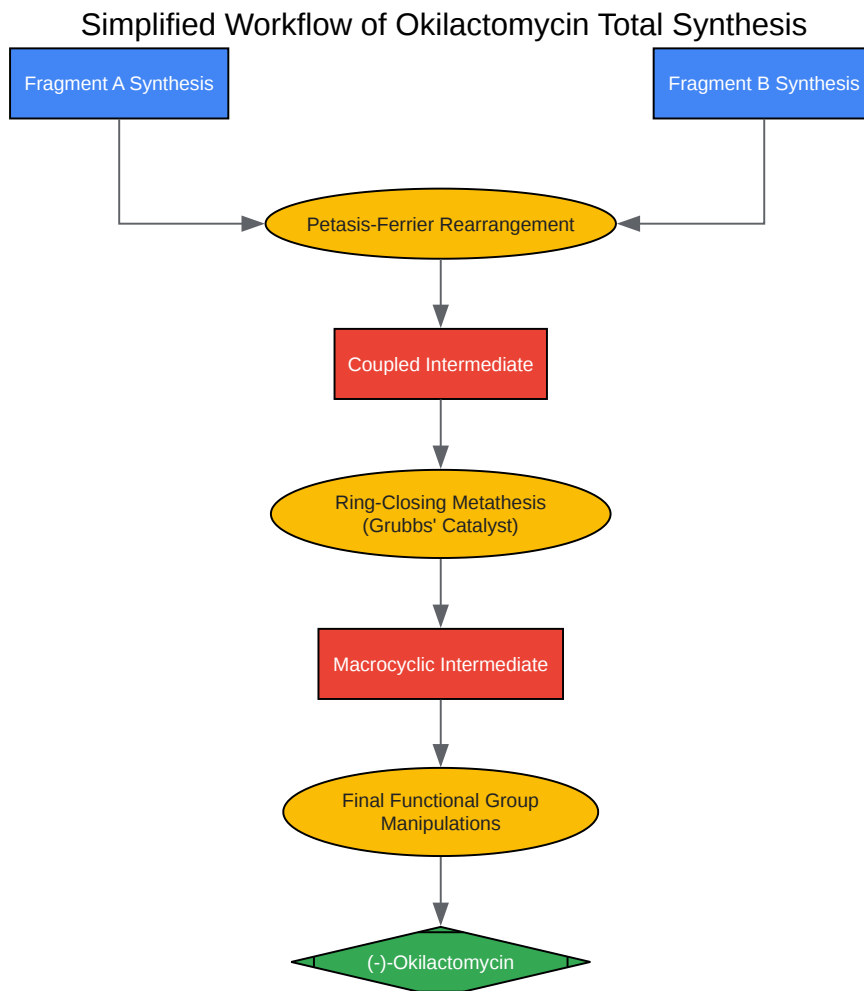 Simplified Workflow of Okilactomycin Total Synthesis
Fragment A Synthesis
Fragment B Synthesis
Petasis-Ferrier Rearrangement
Coupled Intermediate
Ring-Closing Metathesis
(Grubbs' Catalyst)
Macrocyclic Intermediate
Final Functional Group
Manipulations
(-)-Okilactomycin